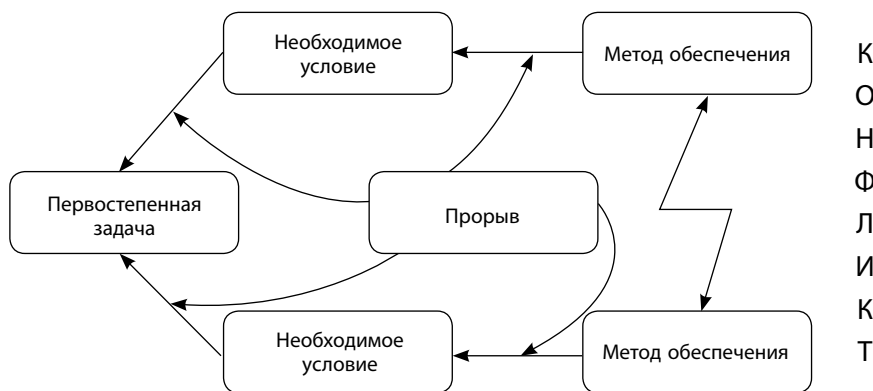 Необходимое
условие
Метод обеспечения
Первостепенная
задача
Прорыв
Необходимое
условие
Метод обеспечения
К
О
Н
Ф
Л
И
К
Т